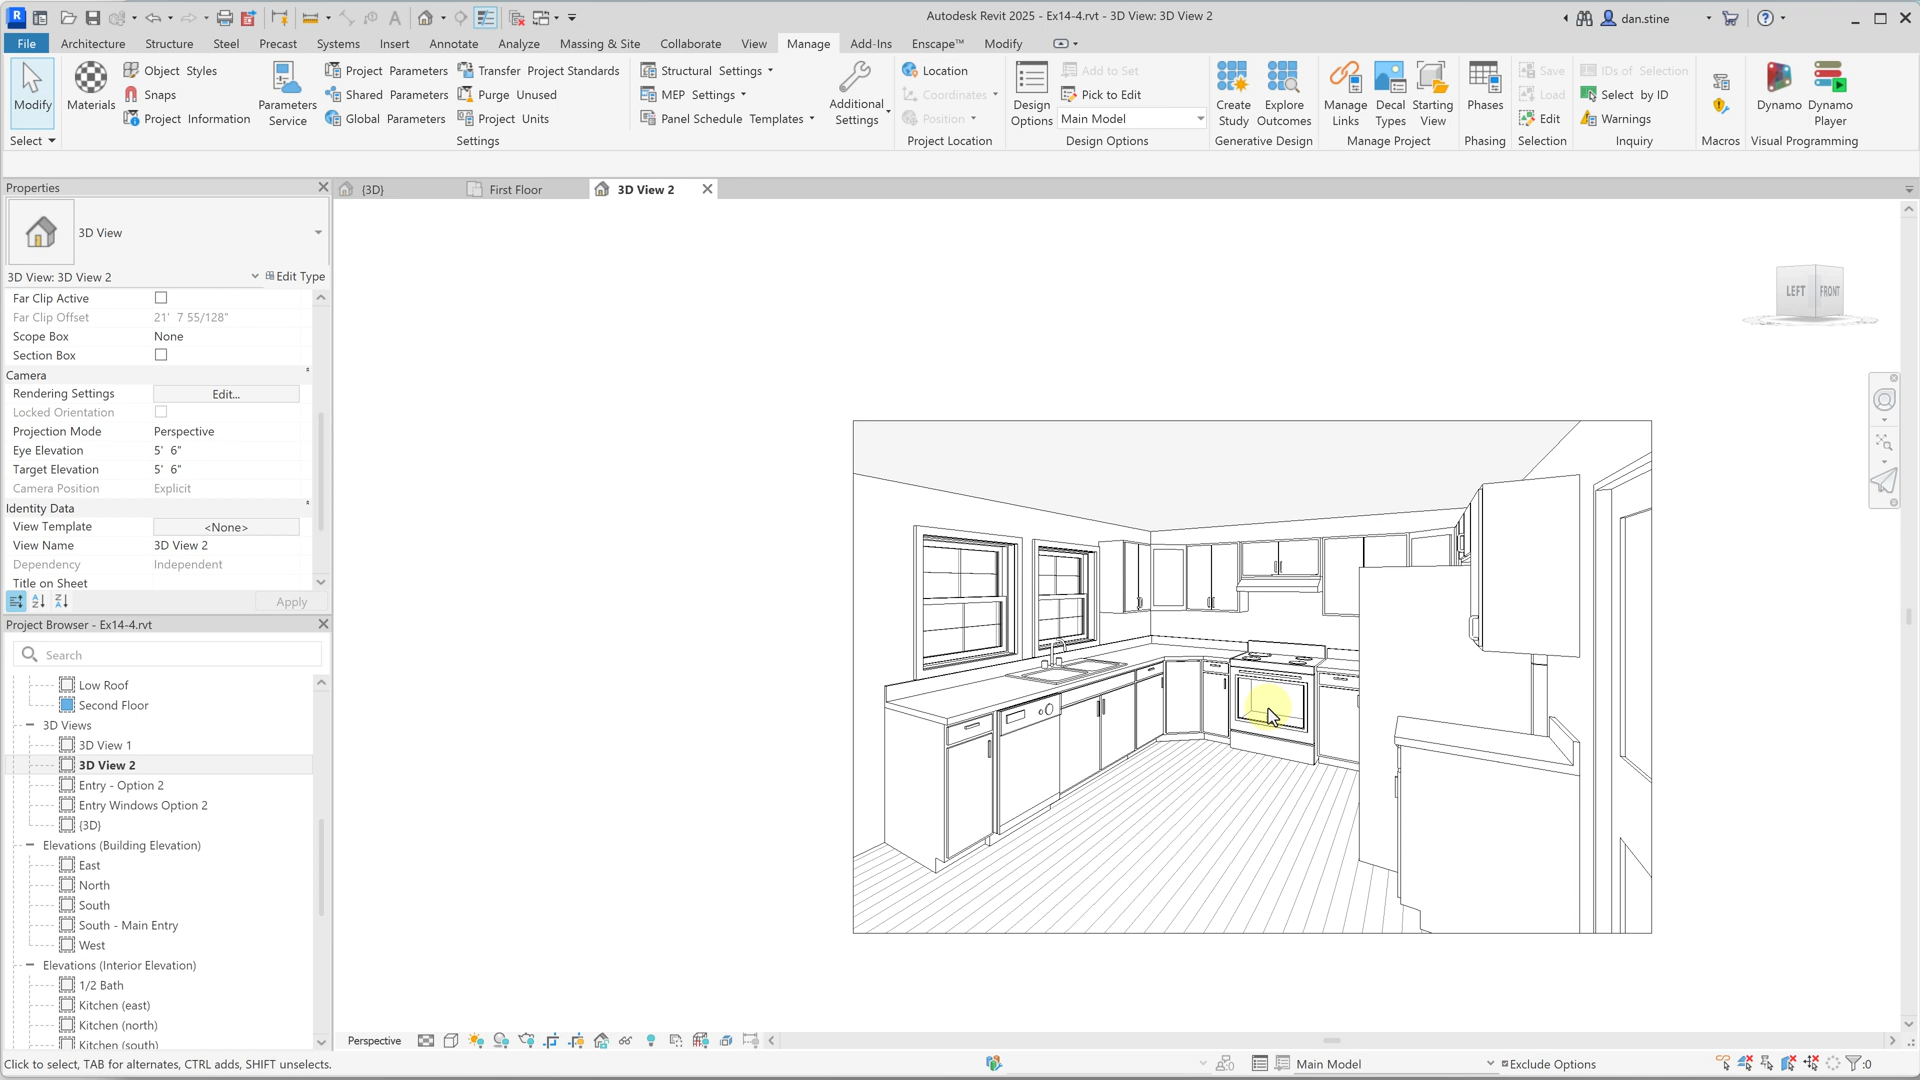 Autodesk Revit 2025 - Ex14-4.rvt - 3D View: 3D View 2
dan.stine
File Architecture Structure Steel Precast Systems Insert Annotate Analyze Massing & Site Collaborate View Manage Add-Ins Enscape™ Modify
Modify
Select
Materials
Object Styles
Snaps
Project Information
Parameters Service
Project Parameters
Shared Parameters
Global Parameters
Transfer Project Standards
Purge Unused
Project Units
Structural Settings
MEP Settings
Panel Schedule Templates
Additional Settings
Settings
Location
Coordinates
Position
Project Location
Design Options
Add to Set
Pick to Edit
Main Model
Design Options
Create Study
Explore Outcomes
Generative Design
Manage Links
Decal Types
Starting View
Manage Project
Phases
Phasing
Save
Load
Edit
Selection
IDs of Selection
Select by ID
Warnings
Inquiry
Macros
Dynamo
Dynamo Player
Visual Programming
Properties
3D View
3D View: 3D View 2
Edit Type
Far Clip Active
Far Clip Offset 21' 7 55/128"
Scope Box None
Section Box
Camera
Rendering Settings Edit...
Locked Orientation
Projection Mode Perspective
Eye Elevation 5' 6"
Target Elevation 5' 6"
Camera Position Explicit
Identity Data
View Template <None>
View Name 3D View 2
Dependency Independent
Title on Sheet
Apply
Project Browser - Ex14-4.rvt
Search
Low Roof
Second Floor
3D Views
3D View 1
3D View 2
Entry - Option 2
Entry Windows Option 2
{3D}
Elevations (Building Elevation)
East
North
South
South - Main Entry
West
Elevations (Interior Elevation)
1/2 Bath
Kitchen (east)
Kitchen (north)
Kitchen (south)
{3D} First Floor 3D View 2
LEFT FRONT
Perspective
Click to select, TAB for alternates, CTRL adds, SHIFT unselects.
Main Model
Exclude Options
:0